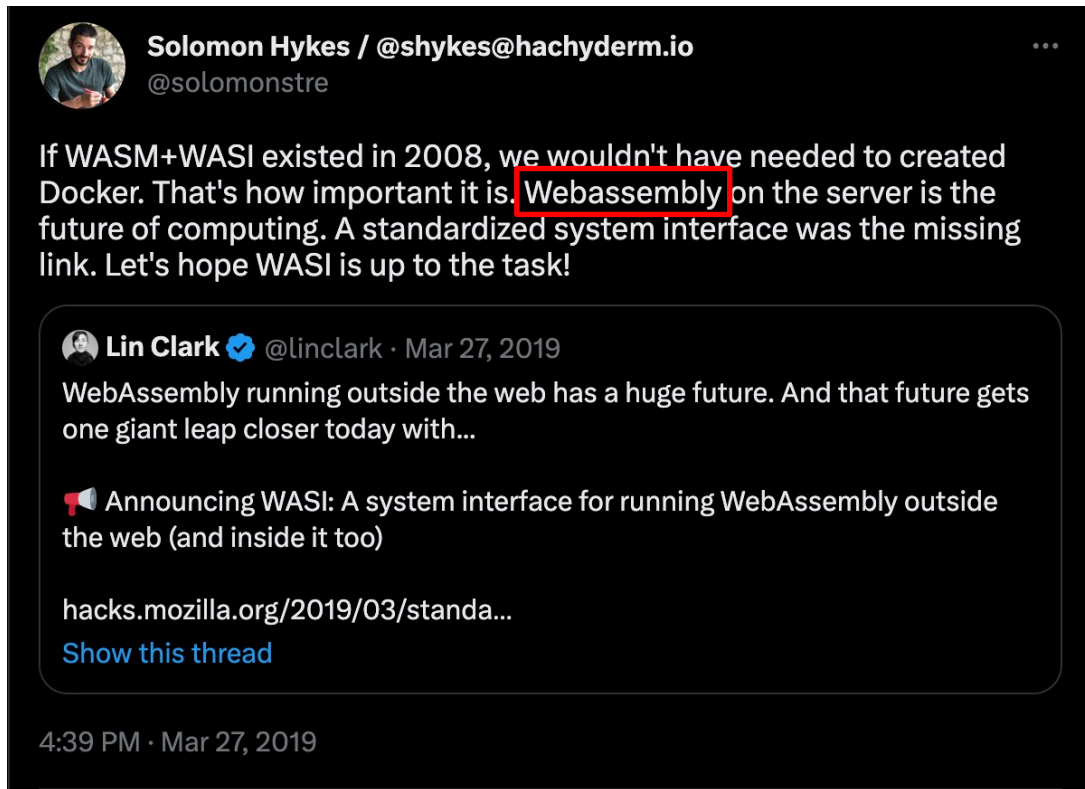 Solomon Hykes / @shykes@hachyderm.io
@solomonstre
If WASM+WASI existed in 2008, we wouldn't have needed to created
Docker. That's how important it is. Webassembly on the server is the
future of computing. A standardized system interface was the missing
link. Let's hope WASI is up to the task!
Lin Clark @linclark · Mar 27, 2019
WebAssembly running outside the web has a huge future. And that future gets
one giant leap closer today with...
📢 Announcing WASI: A system interface for running WebAssembly outside
the web (and inside it too)
hacks.mozilla.org/2019/03/standa...
Show this thread
4:39 PM · Mar 27, 2019